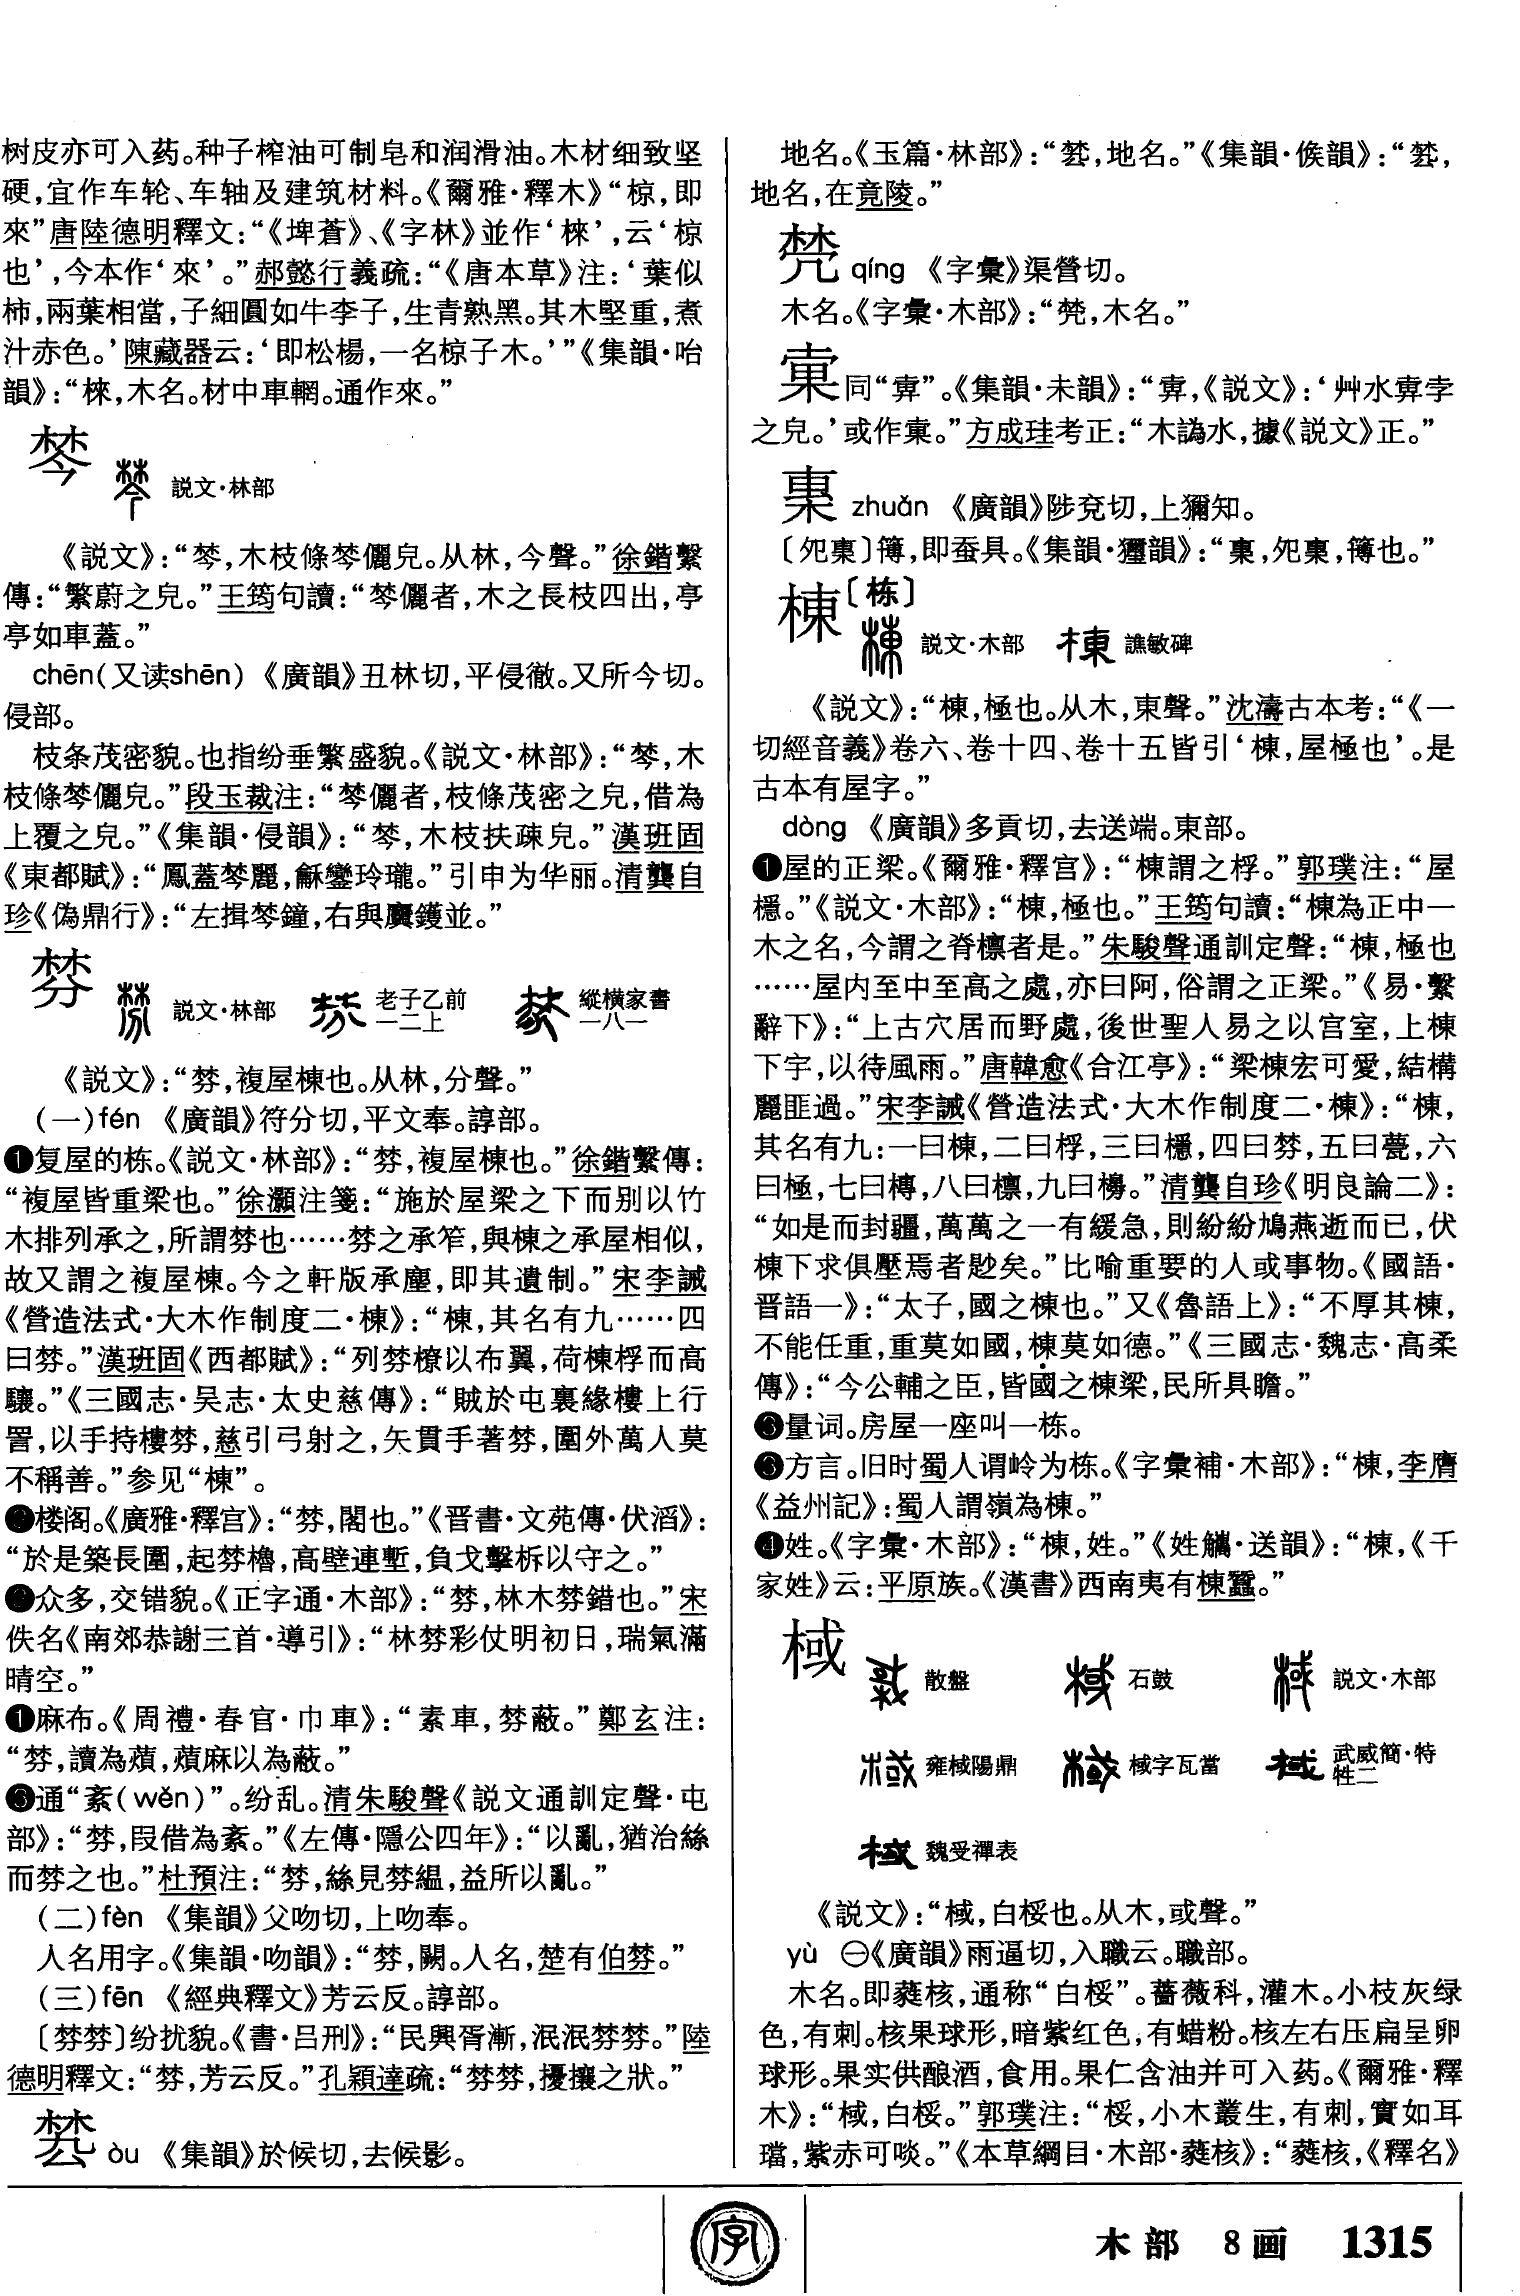 树皮亦可入药。种子榨油可制皂和润滑油。木材细致坚
硬,宜作车轮、车轴及建筑材料。《爾雅·釋木》“椋,即
來”唐陸德明釋文:“《埤蒼》、《字林》並作‘棶’,云‘椋
也’,今本作‘來’。”郝懿行義疏:“《唐本草》注:‘葉似
柿,兩葉相當,子細圓如牛李子,生青熟黑。其木堅重,煮
汁赤色。’陳藏器云:‘即松楊,一名椋子木。’”《集韻·咍
韻》:“棶,木名。材中車輞。通作來。”
棽
説文·林部
《説文》:“棽,木枝條棽儷皃。从林,今聲。”徐鍇繫
傳:“繁蔚之皃。”王筠句讀:“棽儷者,木之長枝四出,亭
亭如車蓋。”
chēn(又读shēn) 《廣韻》丑林切,平侵徹。又所今切。
侵部。
枝条茂密貌。也指纷垂繁盛貌。《説文·林部》:“棽,木
枝條棽儷皃。”段玉裁注:“棽儷者,枝條茂密之皃,借為
上覆之皃。”《集韻·侵韻》:“棽,木枝扶疎皃。”漢班固
《東都賦》:“鳳蓋棽麗,龢鑾玲瓏。”引申为华丽。清龔自
珍《偽鼎行》:“左揖棽鐘,右與鬳鑊並。”
棼
説文·林部 老子乙前一二上 縱横家書一八一
《説文》:“棼,複屋棟也。从林,分聲。”
(一)fén 《廣韻》符分切,平文奉。諄部。
❶复屋的栋。《説文·林部》:“棼,複屋棟也。”徐鍇繫傳:
“複屋皆重梁也。”徐灝注箋:“施於屋梁之下而别以竹
木排列承之,所謂棼也……棼之承笮,與棟之承屋相似,
故又謂之複屋棟。今之軒版承塵,即其遺制。”宋李誡
《營造法式·大木作制度二·棟》:“棟,其名有九……四
曰棼。”漢班固《西都賦》:“列棼橑以布翼,荷棟桴而高
驤。”《三國志·吴志·太史慈傳》:“賊於屯裏緣樓上行
詈,以手持樓棼,慈引弓射之,矢貫手著棼,圍外萬人莫
不稱善。”参见“棟”。
❷楼阁。《廣雅·釋宫》:“棼,閣也。”《晋書·文苑傳·伏滔》:
“於是築長圍,起棼櫓,高壁連塹,負戈擊柝以守之。”
❸众多,交错貌。《正字通·木部》:“棼,林木棼錯也。”宋
佚名《南郊恭謝三首·導引》:“林棼彩仗明初日,瑞氣滿
晴空。”
❹麻布。《周禮·春官·巾車》:“素車,棼蔽。”鄭玄注:
“棼,讀為薠,薠麻以為蔽。”
❺通“紊(wěn)”。纷乱。清朱駿聲《説文通訓定聲·屯
部》:“棼,叚借為紊。”《左傳·隱公四年》:“以亂,猶治絲
而棼之也。”杜預注:“棼,絲見棼緼,益所以亂。”
(二)fèn 《集韻》父吻切,上吻奉。
人名用字。《集韻·吻韻》:“棼,闕。人名,楚有伯棼。”
(三)fēn 《經典釋文》芳云反。諄部。
〔棼棼〕纷扰貌。《書·吕刑》:“民興胥漸,泯泯棼棼。”陸
德明釋文:“棼,芳云反。”孔穎達疏:“棼棼,擾攘之狀。”
òu 《集韻》於候切,去候影。
地名。《玉篇·林部》:“,地名。”《集韻·候韻》:“,
地名,在竟陵。”
qíng 《字彙》渠營切。
木名。《字彙·木部》:“,木名。”
同“𡴀”。《集韻·未韻》:“,《説文》:‘艸水孛
之皃。’或作。”方成珪考正:“木譌水,據《説文》正。”
zhuǎn 《廣韻》陟兗切,上獮知。
〔〕簿,即蚕具。《集韻·獮韻》:“,,簿也。”
棟〔栋〕
説文·木部 譙敏碑
《説文》:“棟,極也。从木,東聲。”沈濤古本考:“《一
切經音義》卷六、卷十四、卷十五皆引‘棟,屋極也’。是
古本有屋字。”
dòng 《廣韻》多貢切,去送端。東部。
❶屋的正梁。《爾雅·釋宫》:“棟謂之桴。”郭璞注:“屋
檼。”《説文·木部》:“棟,極也。”王筠句讀:“棟為正中一
木之名,今謂之脊檩者是。”朱駿聲通訓定聲:“棟,極也
……屋内至中至高之處,亦曰阿,俗謂之正梁。”《易·繫
辭下》:“上古穴居而野處,後世聖人易之以宫室,上棟
下宇,以待風雨。”唐韓愈《合江亭》:“梁棟宏可愛,結構
麗匪過。”宋李誡《營造法式·大木作制度二·棟》:“棟,
其名有九:一曰棟,二曰桴,三曰檼,四曰棼,五曰甍,六
曰極,七曰槫,八曰檩,九曰櫋。”清龔自珍《明良論二》:
“如是而封疆,萬萬之一有緩急,則紛紛鳩燕逝而已,伏
棟下求俱壓焉者尠矣。”比喻重要的人或事物。《國語·
晋語一》:“太子,國之棟也。”又《魯語上》:“不厚其棟,
不能任重,重莫如國,棟莫如德。”《三國志·魏志·高柔
傳》:“今公輔之臣,皆國之棟梁,民所具瞻。”
❷量词。房屋一座叫一栋。
❸方言。旧时蜀人谓岭为栋。《字彙補·木部》:“棟,李膺
《益州記》:蜀人謂嶺為棟。”
❹姓。《字彙·木部》:“棟,姓。”《姓觿·送韻》:“棟,《千
家姓》云:平原族。《漢書》西南夷有棟蠶。”
棫
散盤 石鼓 説文·木部
雍棫陽鼎 棫字瓦當 武威簡·特牲二
魏受禪表
《説文》:“棫,白桵也。从木,或聲。”
yù ㊀《廣韻》雨逼切,入職云。職部。
木名。即蕤核,通称“白桵”。蔷薇科,灌木。小枝灰绿
色,有刺。核果球形,暗紫红色,有蜡粉。核左右压扁呈卵
球形。果实供酿酒,食用。果仁含油并可入药。《爾雅·釋
木》:“棫,白桵。”郭璞注:“桵,小木叢生,有刺,實如耳
璫,紫赤可啖。”《本草綱目·木部·蕤核》:“蕤核,《釋名》
字
木部 8画 1315